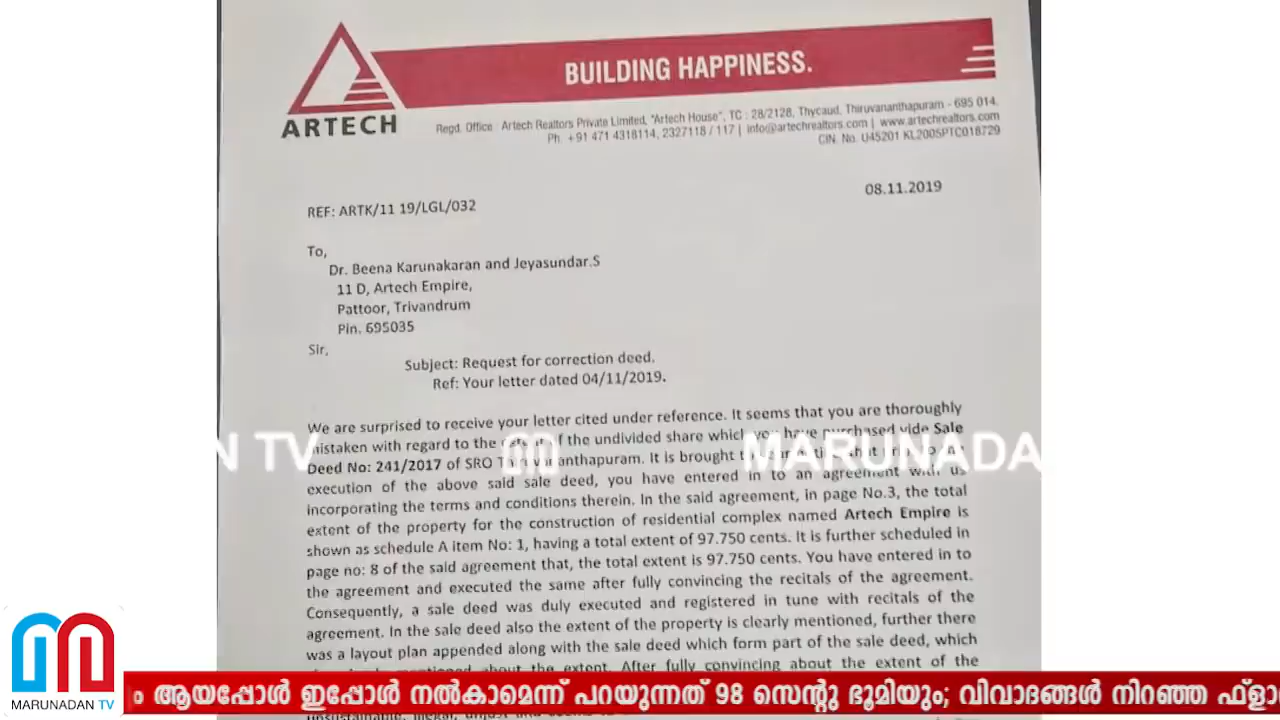 BUILDING HAPPINESS.
ARTECH
Regd. Office : Artech Realtors Private Limited, "Artech House", TC : 28/2128, Thycaud, Thiruvananthapuram - 695 014.
Ph. +91 471 4318114, 2327118 / 117 | info@artechrealtors.com | www.artechrealtors.com
CIN. No. U45201 KL2005PTC018729
08.11.2019
REF: ARTK/11 19/LGL/032
To,
Dr. Beena Karunakaran and Jeyasundar.S
11 D, Artech Empire,
Pattoor, Trivandrum
Pin. 695035
Sir,
Subject: Request for correction deed.
Ref: Your letter dated 04/11/2019.
We are surprised to receive your letter cited under reference. It seems that you are thoroughly
mistaken with regard to the extent of the undivided share which you have purchased vide Sale
Deed No: 241/2017 of SRO Thiruvananthapuram. It is brought
execution of the above said sale deed, you have entered in to an agreement with us
incorporating the terms and conditions therein. In the said agreement, in page No.3, the total
extent of the property for the construction of residential complex named Artech Empire is
shown as schedule A item No: 1, having a total extent of 97.750 cents. It is further scheduled in
page no: 8 of the said agreement that, the total extent is 97.750 cents. You have entered in to
the agreement and executed the same after fully convincing the recitals of the agreement.
Consequently, a sale deed was duly executed and registered in tune with recitals of the
agreement. In the sale deed also the extent of the property is clearly mentioned, further there
was a layout plan appended along with the sale deed which form part of the sale deed, which
about the extent. After fully convincing about the extent of the
N TV
MARUNADA
MARUNADAN TV
ആയപ്പോൾ ഇപ്പോൾ നൽകാമെന്ന് പറയുന്നത് 98 സെന്റു ഭൂമിയും; വിവാദങ്ങൾ നിറഞ്ഞ ഫ്ളാ